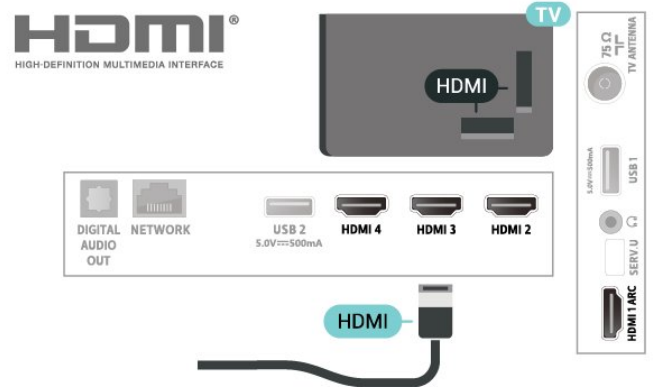 HDMI®
HIGH-DEFINITION MULTIMEDIA INTERFACE
TV
HDMI
75 Ω
TV ANTENNA
5.0V⎓500mA
USB 1
SERV.U
HDMI 1 ARC
DIGITAL
AUDIO
OUT
NETWORK
USB 2
5.0V⎓500mA
HDMI 4
HDMI 3
HDMI 2
HDMI